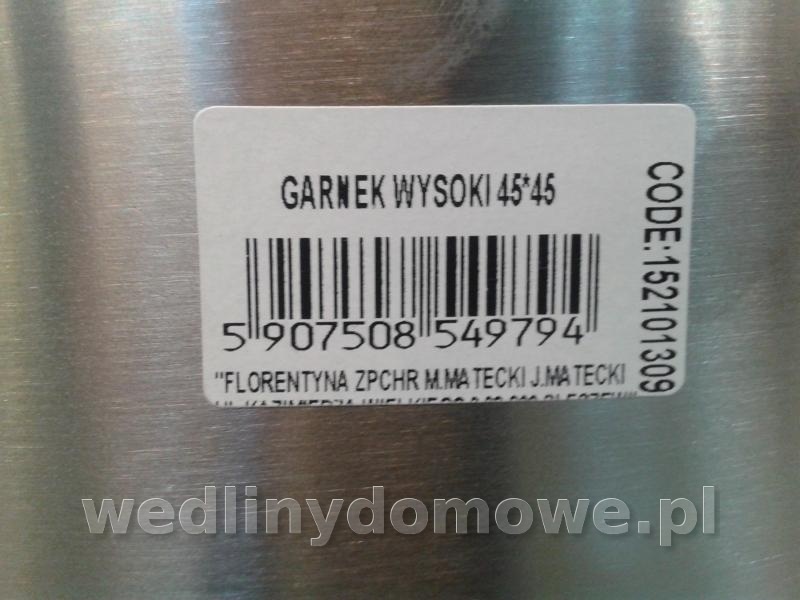 GARNEK WYSOKI 45*45
5 907508 549794
"FLORENTYNA ZPCHR M.MATECKI J.MATECKI
CODE:152101309
wedlinydomowe.pl